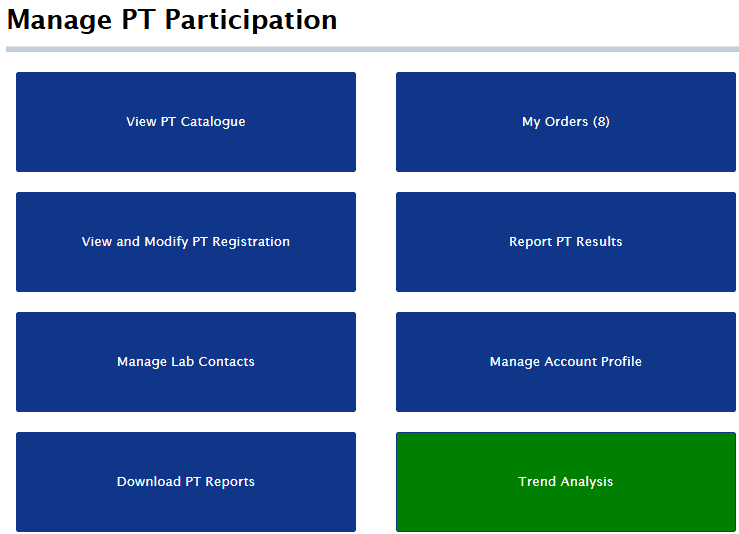 Manage PT Participation
View PT Catalogue
My Orders (8)
View and Modify PT Registration
Report PT Results
Manage Lab Contacts
Manage Account Profile
Download PT Reports
Trend Analysis